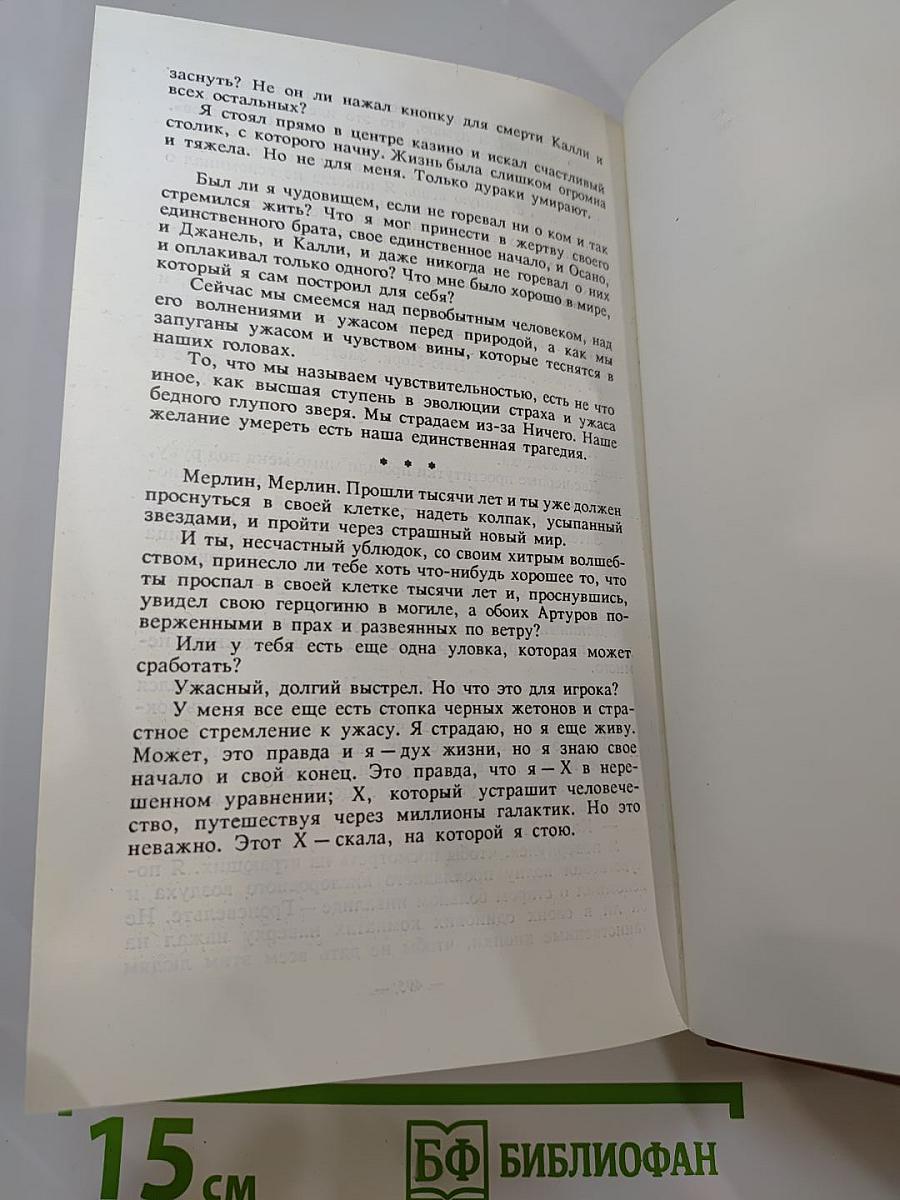 заснуть? Не он ли нажал кнопку для смерти Калли и
всех остальных?
Я стоял прямо в центре казино и искал счастливый
столик, с которого начну. Жизнь была слишком огромна
и тяжела. Но не для меня. Только дураки умирают.
Был ли я чудовищем, если не горевал ни о ком и так
стремился жить? Что я мог принести в жертву своего
единственного брата, свое единственное начало, и Осано,
и Джанель, и Калли, и даже никогда не горевал о них
и оплакивал только одного? Что мне было хорошо в мире,
который я сам построил для себя?
Сейчас мы смеемся над первобытным человеком, над
его волнениями и ужасом перед природой, а как мы
запуганы ужасом и чувством вины, которые теснятся в
наших головах.
То, что мы называем чувствительностью, есть не что
иное, как высшая ступень в эволюции страха и ужаса
бедного глупого зверя. Мы страдаем из-за Ничего. Наше
желание умереть есть наша единственная трагедия.
* * *
Мерлин, Мерлин. Прошли тысячи лет и ты уже должен
проснуться в своей клетке, надеть колпак, усыпанный
звездами, и пройти через страшный новый мир.
И ты, несчастный ублюдок, со своим хитрым волшеб-
ством, принесло ли тебе хоть что-нибудь хорошее то, что
ты проспал в своей клетке тысячи лет и, проснувшись,
увидел свою герцогиню в могиле, а обоих Артуров по-
верженными в прах и развеянных по ветру?
Или у тебя есть еще одна уловка, которая может
сработать?
Ужасный, долгий выстрел. Но что это для игрока?
У меня все еще есть стопка черных жетонов и стра-
стное стремление к ужасу. Я страдаю, но я еще живу.
Может, это правда и я — дух жизни, но я знаю свое
начало и свой конец. Это правда, что я — X в нере-
шенном уравнении; X, который устрашит человече-
ство, путешествуя через миллионы галактик. Но это
неважно. Этот X — скала, на которой я стою.
15 см
БФ БИБЛИОФАН